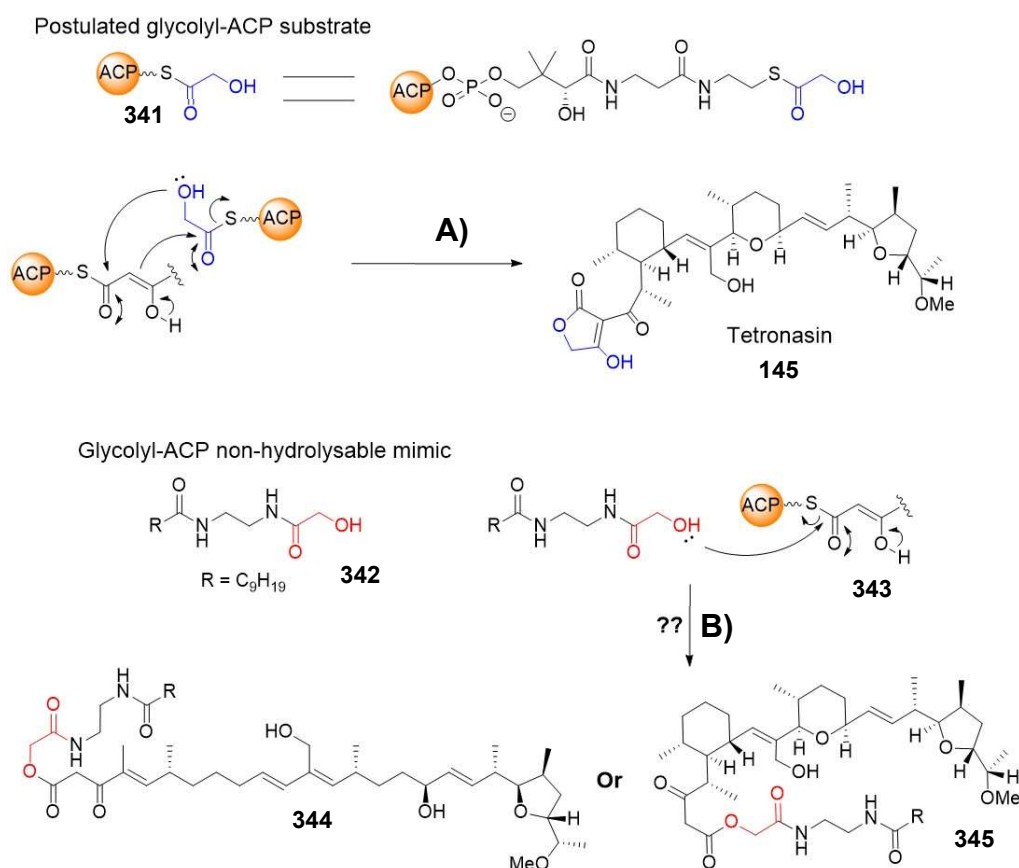 Postulated glycolyl-ACP substrate
ACP S OH O
341
ACP O P O O ⊖ O OH N H O N H S O OH
OH
O S ACP
ACP S O O H
A)
O O OH O H H OH O H H O H OMe
Tetronasin
145
Glycolyl-ACP non-hydrolysable mimic
R O N H H N O OH
R = C9H19
342
R O N H H N O OH
ACP S O O H
343
??
B)
O O N H H N O R O O HO OH O H MeO
344
Or
H H OH O H H O H OMe O O O O N H H N O R
345